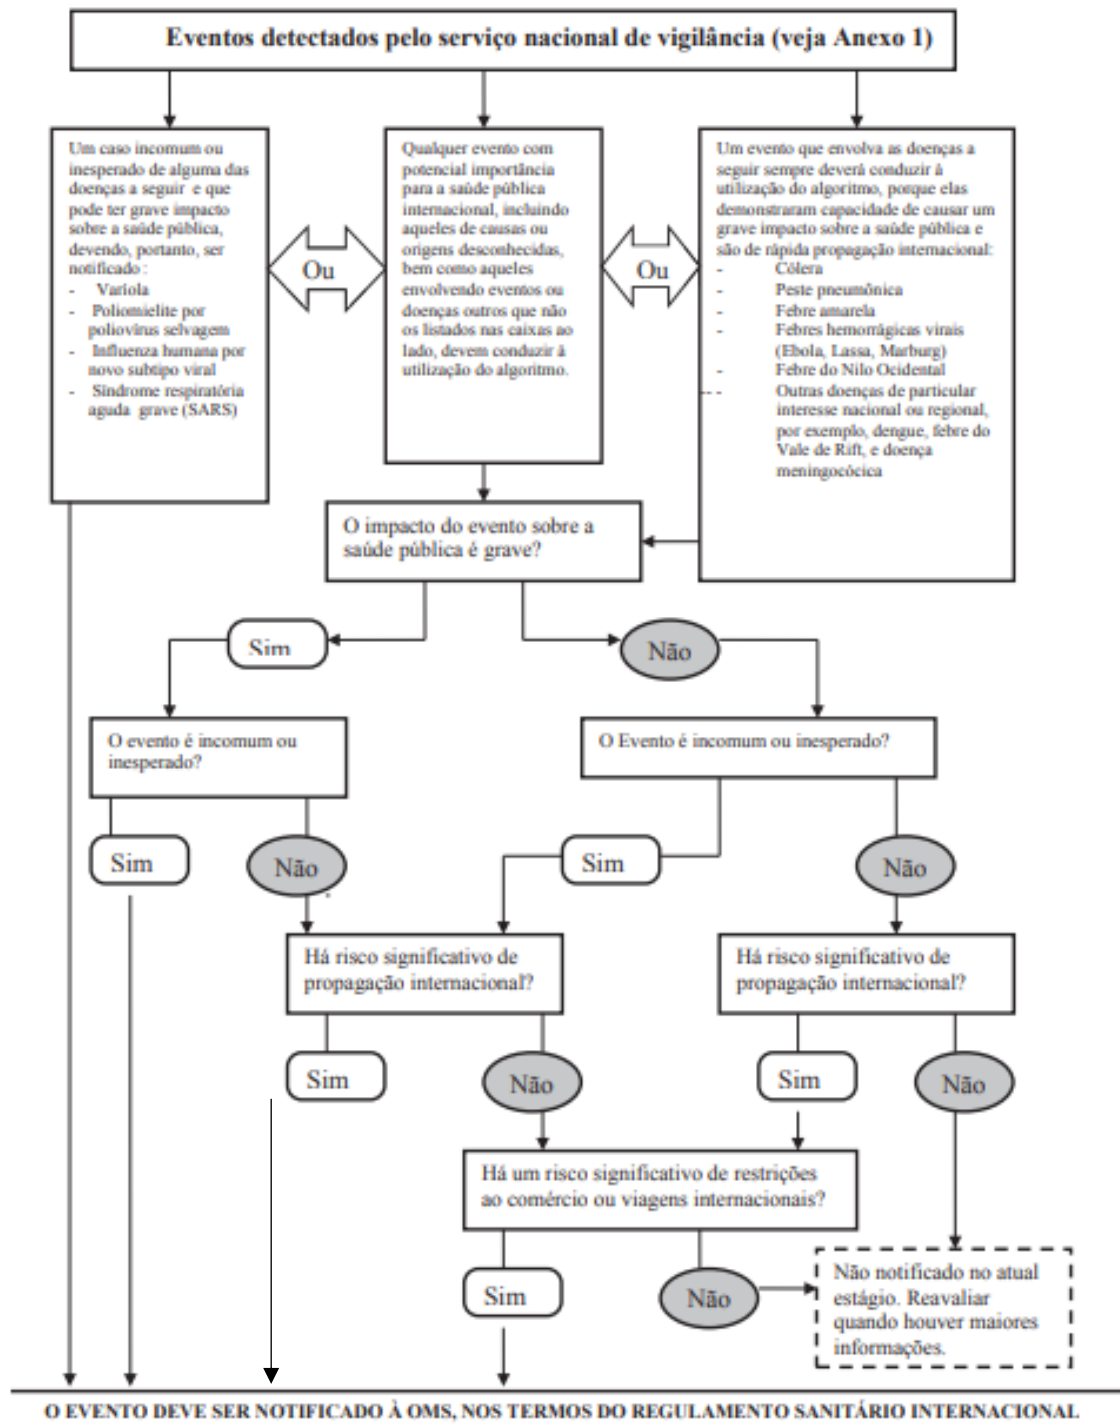 Eventos detectados pelo serviço nacional de vigilância (veja Anexo 1)
Um caso incomum ou
inesperado de alguma das
doenças a seguir e que
pode ter grave impacto
sobre a saúde pública,
devendo, portanto, ser
notificado :
- Varíola
- Poliomielite por
poliovírus selvagem
- Influenza humana por
novo subtipo viral
- Síndrome respiratória
aguda grave (SARS)
Ou
Qualquer evento com
potencial importância
para a saúde pública
internacional, incluindo
aqueles de causas ou
origens desconhecidas,
bem como aqueles
envolvendo eventos ou
doenças outros que não
os listados nas caixas ao
lado, devem conduzir à
utilização do algoritmo.
Ou
Um evento que envolva as doenças a
seguir sempre deverá conduzir à
utilização do algoritmo, porque elas
demonstraram capacidade de causar um
grave impacto sobre a saúde pública e
são de rápida propagação internacional:
- Cólera
- Peste pneumônica
- Febre amarela
- Febres hemorrágicas virais
(Ebola, Lassa, Marburg)
- Febre do Nilo Ocidental
-- - Outras doenças de particular
interesse nacional ou regional,
por exemplo, dengue, febre do
Vale de Rift, e doença
meningocócica
O impacto do evento sobre a
saúde pública é grave?
Sim
Não
O evento é incomum ou
inesperado?
O Evento é incomum ou inesperado?
Sim
Não
Sim
Não
Há risco significativo de
propagação internacional?
Há risco significativo de
propagação internacional?
Sim
Não
Sim
Não
Há um risco significativo de restrições
ao comércio ou viagens internacionais?
Sim
Não
Não notificado no atual
estágio. Reavaliar
quando houver maiores
informações.
O EVENTO DEVE SER NOTIFICADO À OMS, NOS TERMOS DO REGULAMENTO SANITÁRIO INTERNACIONAL